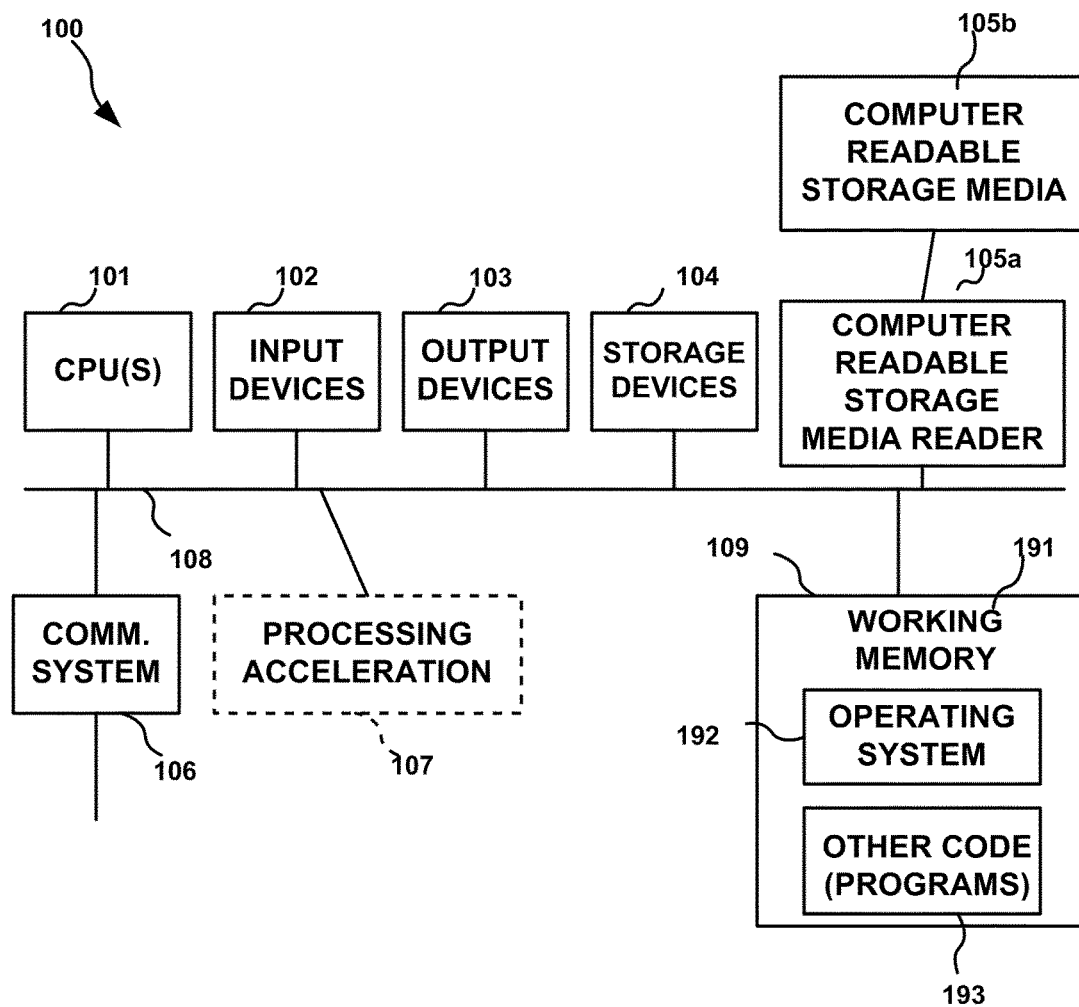 100
105b
COMPUTER
READABLE
STORAGE MEDIA
105a
101
102
103
104
CPU(S)
INPUT
DEVICES
OUTPUT
DEVICES
STORAGE
DEVICES
COMPUTER
READABLE
STORAGE
MEDIA READER
108
109
191
COMM.
SYSTEM
PROCESSING
ACCELERATION
WORKING
MEMORY
106
107
192
OPERATING
SYSTEM
OTHER CODE
(PROGRAMS)
193